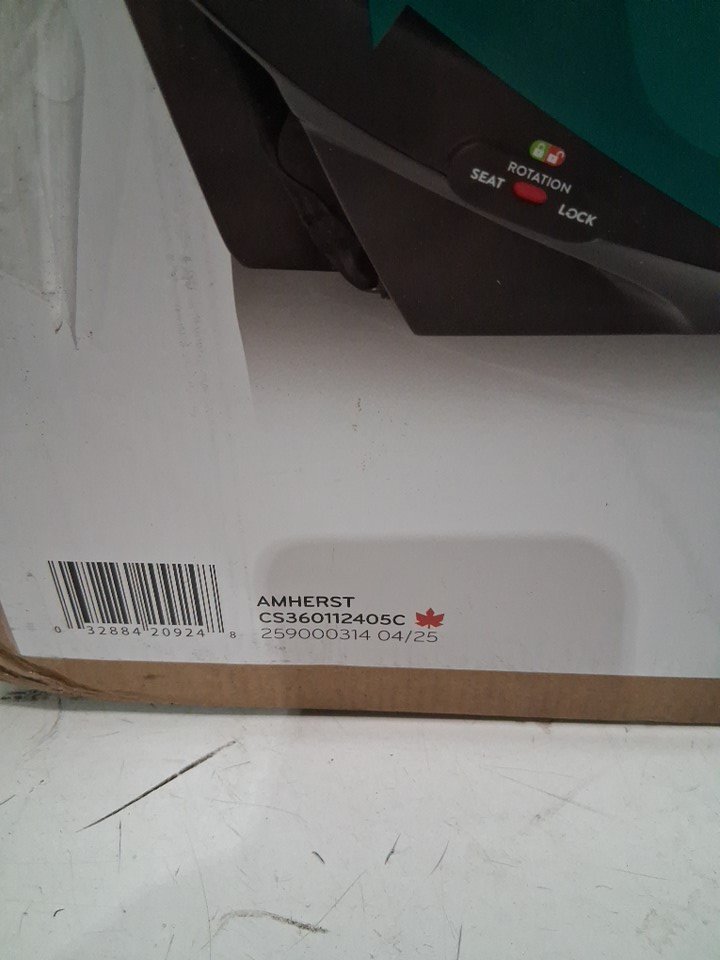 SEAT ROTATION LOCK
0 32884 20924 8
AMHERST
CS360112405C
259000314 04/25